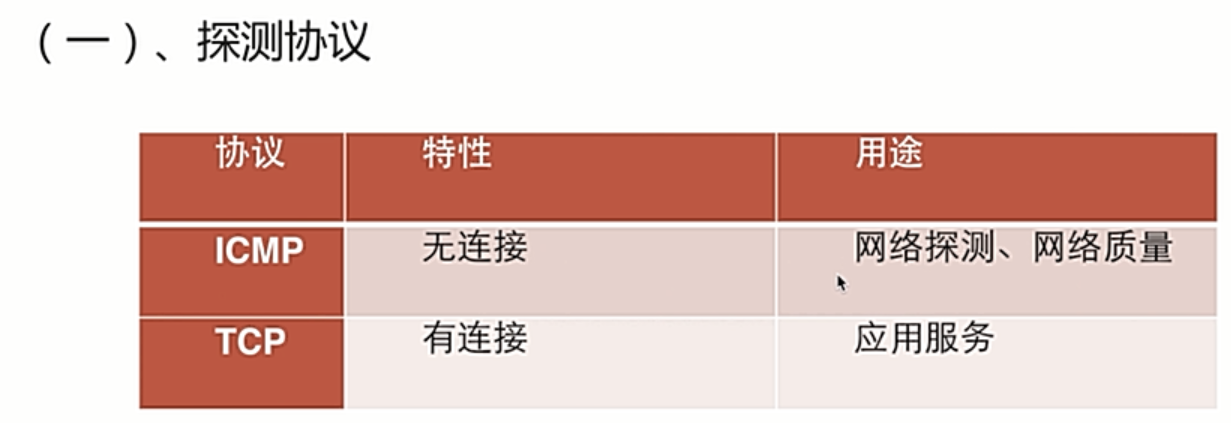 （一）、探测协议
协议 特性 用途
ICMP 无连接 网络探测、网络质量
TCP 有连接 应用服务